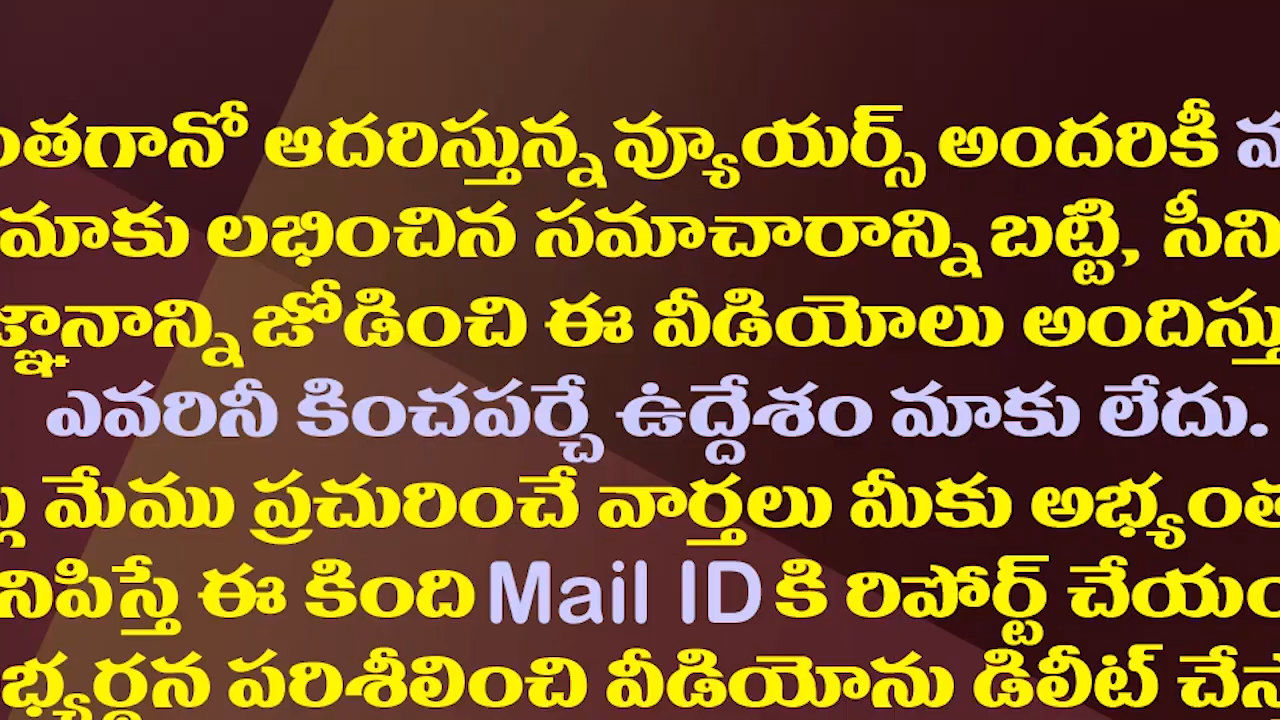 ఆదరిస్తున్న వ్యూయర్స్ అందరికీ
మాకు లభించిన సమాచారాన్ని బట్టి,
జోడించి ఈ వీడియోలు
ఎవరినీ కించపర్చే ఉద్దేశం మాకు లేదు.
మేము ప్రచురించే వార్తలు మీకు
ఈ కింది Mail ID కి రిపోర్ట్
పరిశీలించి వీడియోను డిలీట్